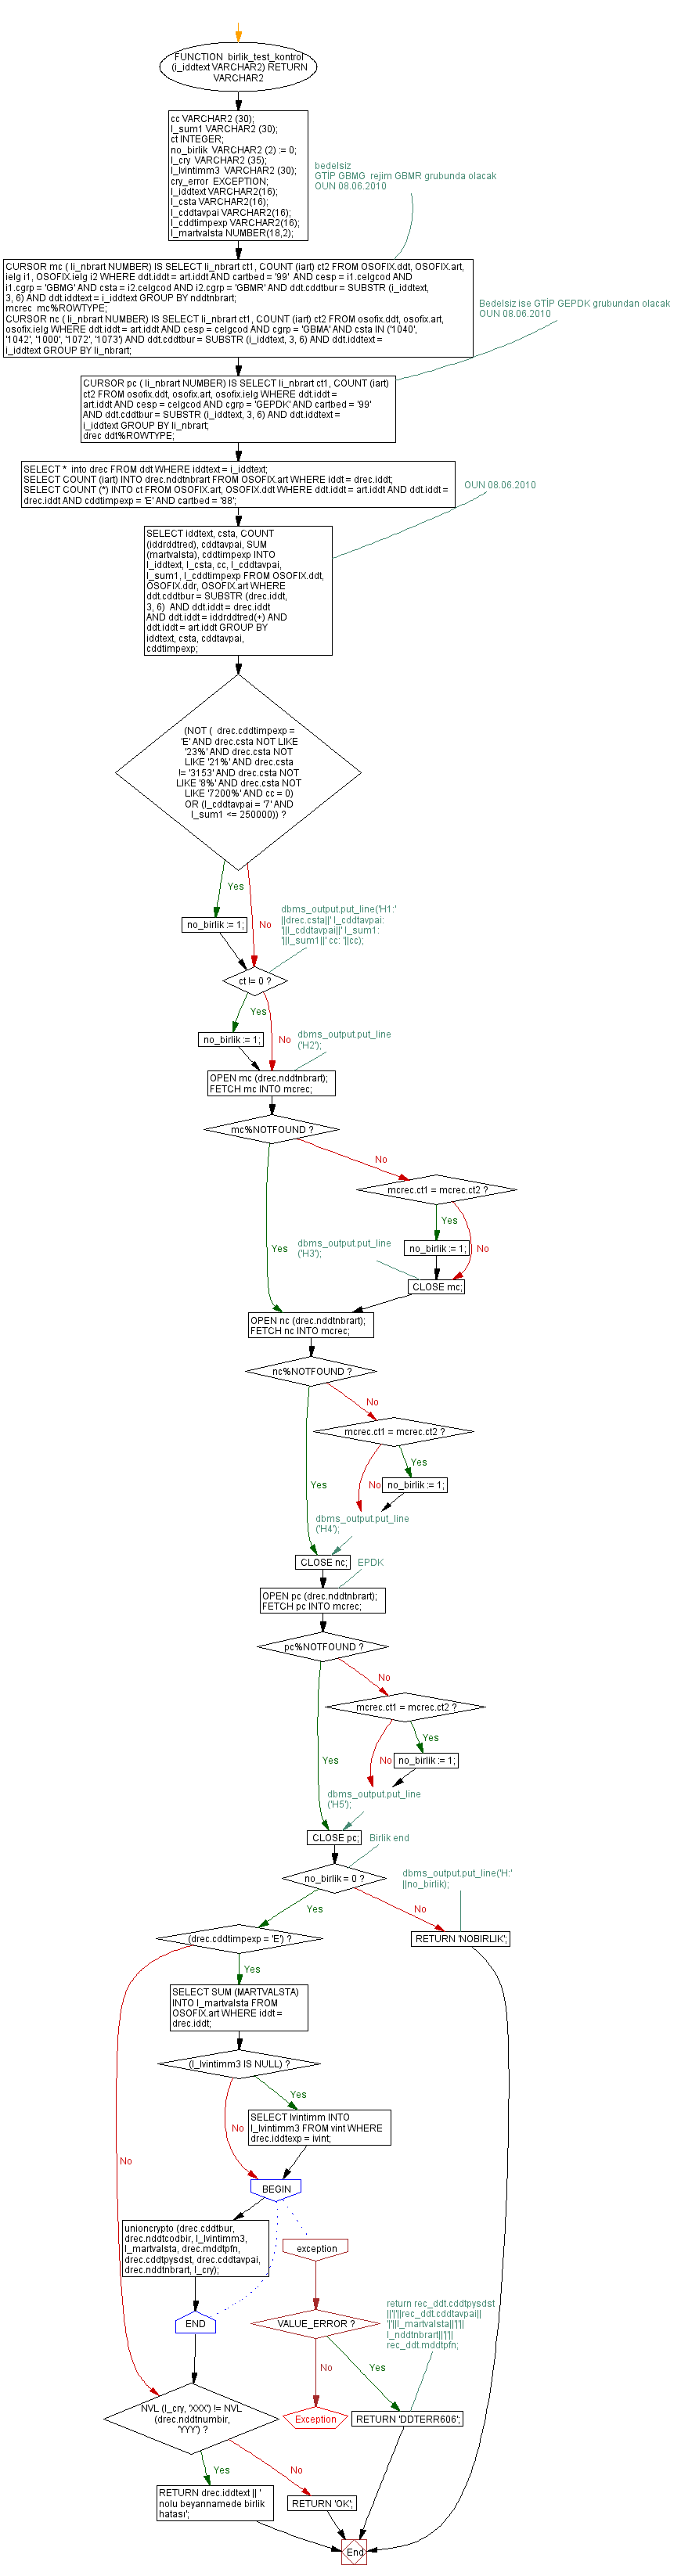 FUNCTION birlik_test_kontrol
(i_iddtext VARCHAR2) RETURN
VARCHAR2
cc VARCHAR2 (30);
l_sum1 VARCHAR2 (30);
ct INTEGER;
no_birlik VARCHAR2 (2) := 0;
l_cry VARCHAR2 (35);
l_lvintimm3 VARCHAR2 (30);
cry_error EXCEPTION;
l_iddtext VARCHAR2(16);
l_csta VARCHAR2(16);
l_cddtavpai VARCHAR2(16);
l_cddtimpexp VARCHAR2(16);
l_martvalsta NUMBER(18,2);
bedelsiz
GTİP GBMG rejim GBMR grubunda olacak
OUN 08.06.2010
CURSOR mc ( li_nbrart NUMBER) IS SELECT li_nbrart ct1, COUNT (iart) ct2 FROM OSOFIX.ddt, OSOFIX.art,
ielg i1, OSOFIX.ielg i2 WHERE ddt.iddt = art.iddt AND cartbed = '99' AND cesp = i1.celgcod AND
i1.cgrp = 'GBMG' AND csta = i2.celgcod AND i2.cgrp = 'GBMR' AND ddt.cddtbur = SUBSTR (i_iddtext,
3, 6) AND ddt.iddtext = i_iddtext GROUP BY nddtnbrart;
mcrec mc%ROWTYPE;
CURSOR nc ( li_nbrart NUMBER) IS SELECT li_nbrart ct1, COUNT (iart) ct2 FROM osofix.ddt, osofix.art,
osofix.ielg WHERE ddt.iddt = art.iddt AND cesp = celgcod AND cgrp = 'GBMA' AND csta IN ('1040',
'1042', '1000', '1072', '1073') AND ddt.cddtbur = SUBSTR (i_iddtext, 3, 6) AND ddt.iddtext =
i_iddtext GROUP BY li_nbrart;
Bedelsiz ise GTİP GEPDK grubundan olacak
OUN 08.06.2010
CURSOR pc ( li_nbrart NUMBER) IS SELECT li_nbrart ct1, COUNT (iart)
ct2 FROM osofix.ddt, osofix.art, osofix.ielg WHERE ddt.iddt =
art.iddt AND cesp = celgcod AND cgrp = 'GEPDK' AND cartbed = '99'
AND ddt.cddtbur = SUBSTR (i_iddtext, 3, 6) AND ddt.iddtext =
i_iddtext GROUP BY li_nbrart;
drec ddt%ROWTYPE;
SELECT * into drec FROM ddt WHERE iddtext = i_iddtext;
SELECT COUNT (iart) INTO drec.nddtnbrart FROM OSOFIX.art WHERE iddt = drec.iddt;
SELECT COUNT (*) INTO ct FROM OSOFIX.art, OSOFIX.ddt WHERE ddt.iddt = art.iddt AND ddt.iddt =
drec.iddt AND cddtimpexp = 'E' AND cartbed = '88';
OUN 08.06.2010
SELECT iddtext, csta, COUNT
(iddrddtred), cddtavpai, SUM
(martvalsta), cddtimpexp INTO
l_iddtext, l_csta, cc, l_cddtavpai,
l_sum1, l_cddtimpexp FROM OSOFIX.ddt,
OSOFIX.ddr, OSOFIX.art WHERE
ddt.cddtbur = SUBSTR (drec.iddt,
3, 6) AND ddt.iddt = drec.iddt
AND ddt.iddt = iddrddtred(+) AND
ddt.iddt = art.iddt GROUP BY
iddtext, csta, cddtavpai,
cddtimpexp;
(NOT ( drec.cddtimpexp =
'E' AND drec.csta NOT LIKE
'23%' AND drec.csta NOT
LIKE '21%' AND drec.csta
!= '3153' AND drec.csta NOT
LIKE '8%' AND drec.csta NOT
LIKE '7200%' AND cc = 0)
OR (l_cddtavpai = '7' AND
l_sum1 <= 250000)) ?
Yes
No
no_birlik := 1;
dbms_output.put_line('H1:'
||drec.csta||' l_cddtavpai:
'||l_cddtavpai||' l_sum1:
'||l_sum1||' cc: '||cc);
ct != 0 ?
Yes
No
no_birlik := 1;
dbms_output.put_line
('H2');
OPEN mc (drec.nddtnbrart);
FETCH mc INTO mcrec;
mc%NOTFOUND ?
No
mcrec.ct1 = mcrec.ct2 ?
Yes
No
no_birlik := 1;
dbms_output.put_line
('H3');
Yes
CLOSE mc;
OPEN nc (drec.nddtnbrart);
FETCH nc INTO mcrec;
nc%NOTFOUND ?
No
mcrec.ct1 = mcrec.ct2 ?
Yes
Yes
No
no_birlik := 1;
dbms_output.put_line
('H4');
CLOSE nc;
EPDK
OPEN pc (drec.nddtnbrart);
FETCH pc INTO mcrec;
pc%NOTFOUND ?
No
mcrec.ct1 = mcrec.ct2 ?
Yes
Yes
No
no_birlik := 1;
dbms_output.put_line
('H5');
CLOSE pc;
Birlik end
no_birlik = 0 ?
dbms_output.put_line('H:'
||no_birlik);
Yes
No
(drec.cddtimpexp = 'E') ?
RETURN 'NOBIRLIK';
Yes
SELECT SUM (MARTVALSTA)
INTO l_martvalsta FROM
OSOFIX.art WHERE iddt =
drec.iddt;
(l_lvintimm3 IS NULL) ?
Yes
No
SELECT lvintimm INTO
l_lvintimm3 FROM vint WHERE
drec.iddtexp = ivint;
No
BEGIN
unioncrypto (drec.cddtbur,
drec.nddtcodbir, l_lvintimm3,
l_martvalsta, drec.mddtpfn,
drec.cddtpysdst, drec.cddtavpai,
drec.nddtnbrart, l_cry);
exception
END
VALUE_ERROR ?
return rec_ddt.cddtpysdst
||'|'||rec_ddt.cddtavpai||
'|'||l_martvalsta||'|'||
l_nddtnbrart||'|'||
rec_ddt.mddtpfn;
No
Yes
Exception
RETURN 'DDTERR606';
NVL (l_cry, 'XXX') != NVL
(drec.nddtnumbir,
'YYY') ?
Yes
No
RETURN drec.iddtext || '
nolu beyannamede birlik
hatası';
RETURN 'OK';
End